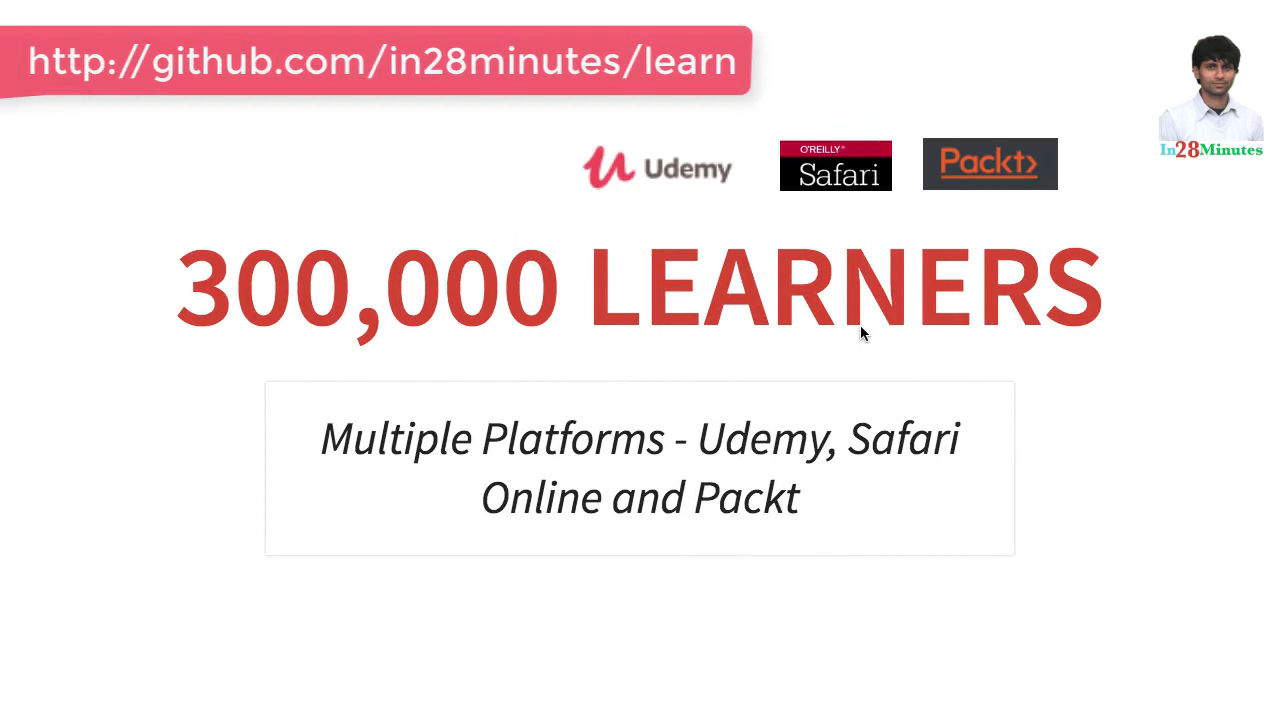 http://github.com/in28minutes/learn
In28Minutes
Udemy
O'REILLY®
Safari
Packt>
300,000 LEARNERS
Multiple Platforms - Udemy, Safari
Online and Packt